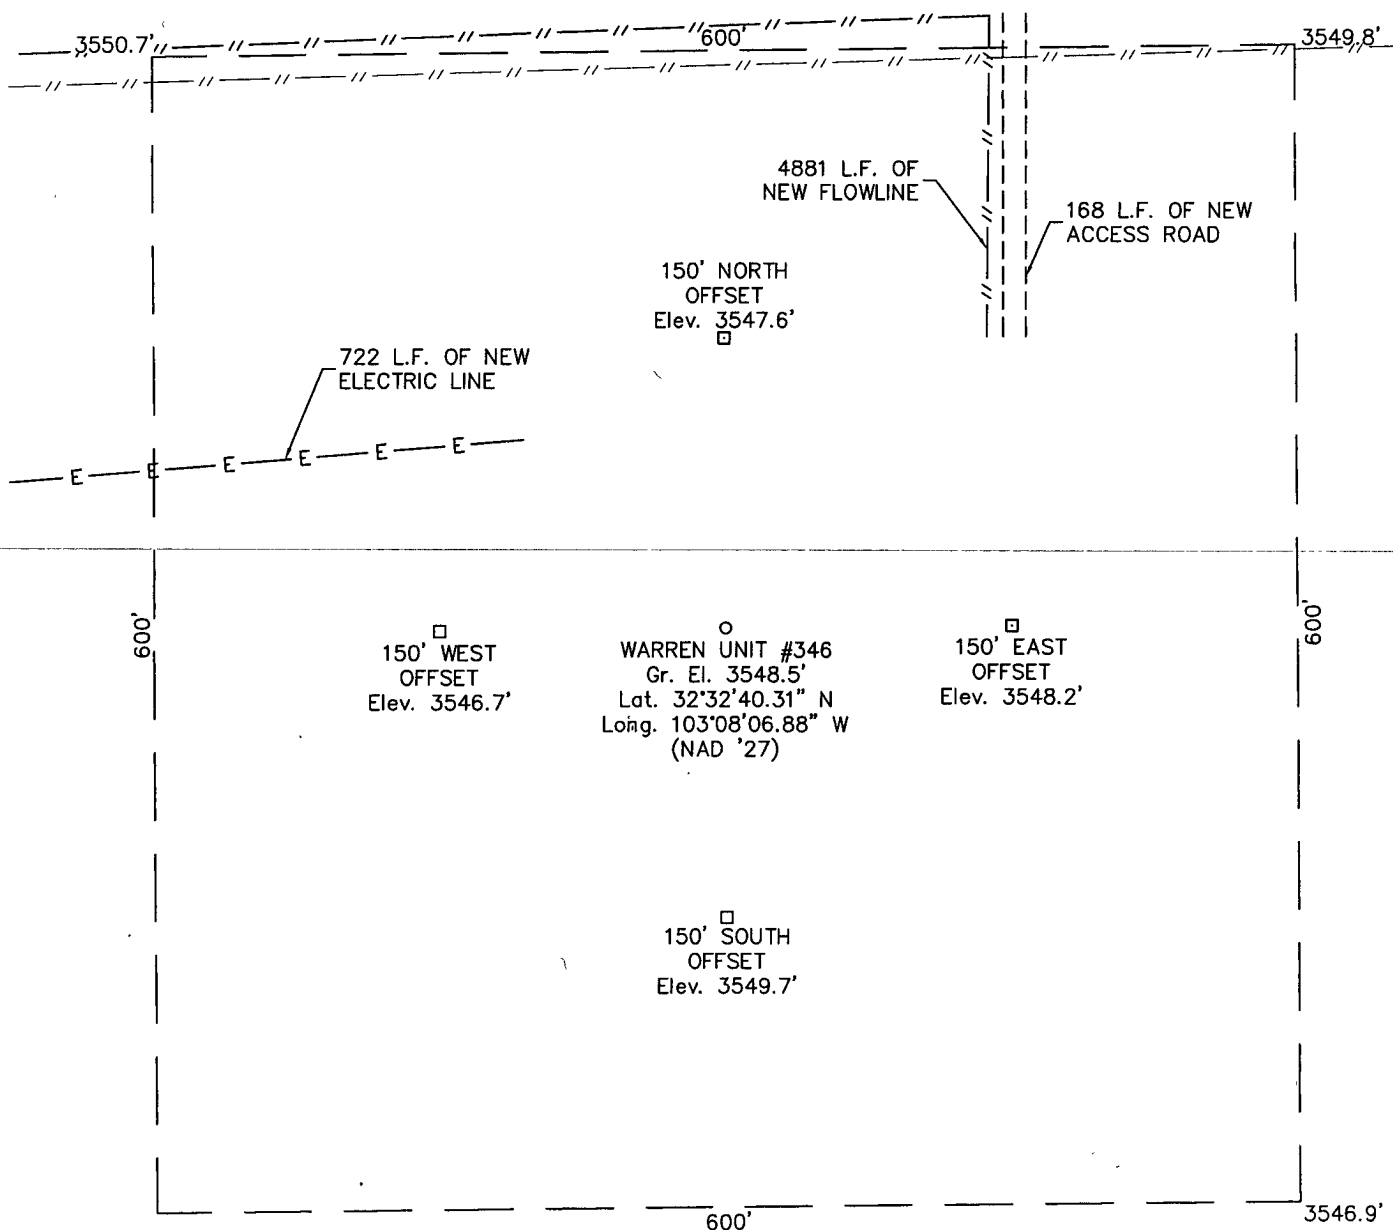 3550.7'
600'
3549.8'
4881 L.F. OF
NEW FLOWLINE
168 L.F. OF NEW
ACCESS ROAD
150' NORTH
OFFSET
Elev. 3547.6'
722 L.F. OF NEW
ELECTRIC LINE
E E E E E E
600'
600'
150' WEST
OFFSET
Elev. 3546.7'
WARREN UNIT #346
Gr. El. 3548.5'
Lat. 32°32'40.31" N
Long. 103°08'06.88" W
(NAD '27)
150' EAST
OFFSET
Elev. 3548.2'
150' SOUTH
OFFSET
Elev. 3549.7'
600'
3546.9'